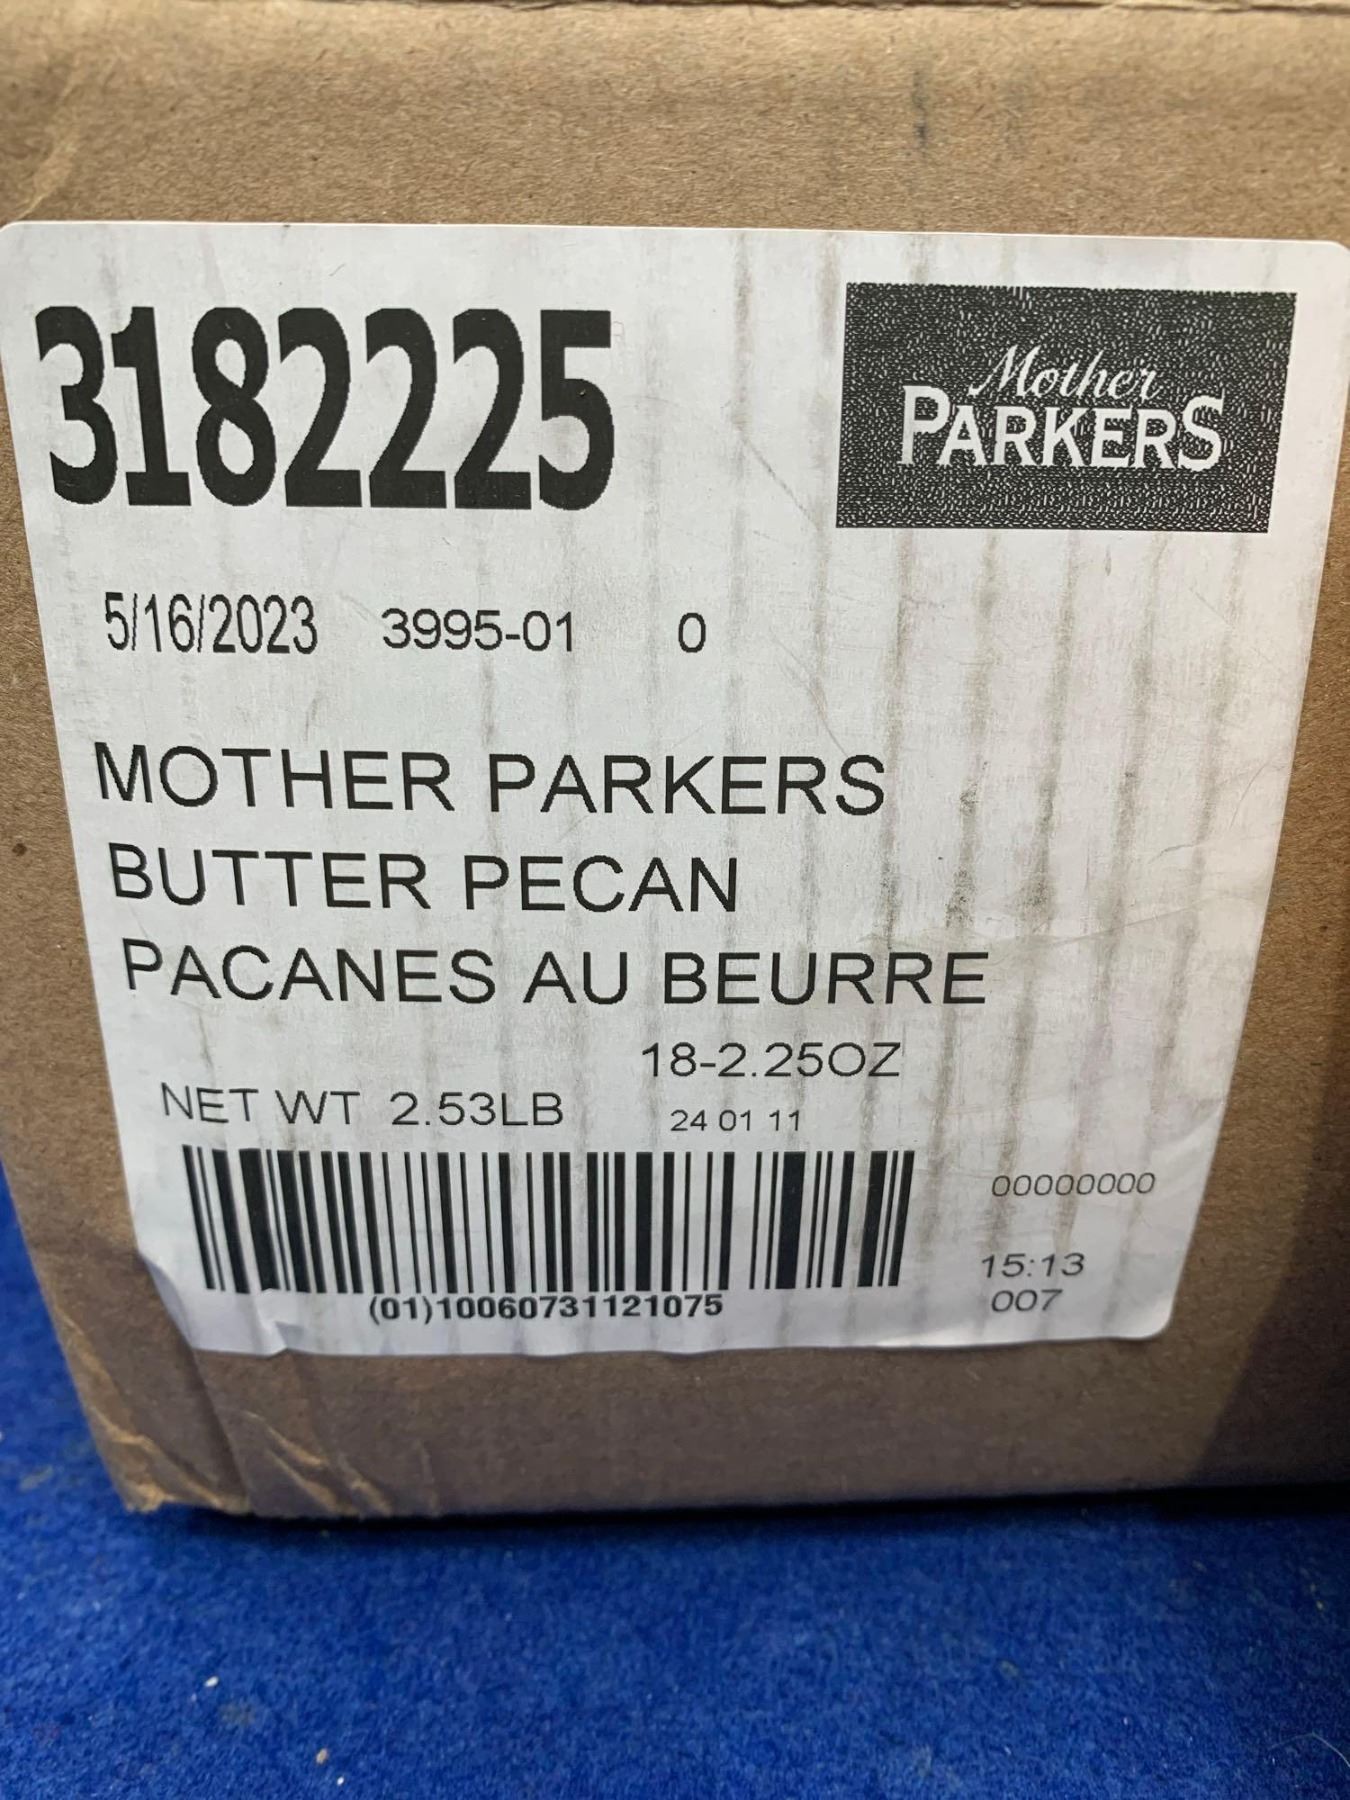 3182225
Mother
PARKERS
5/16/2023 3995-01 0
MOTHER PARKERS
BUTTER PECAN
PACANES AU BEURRE
18-2.25OZ
NET WT 2.53LB
24 01 11
00000000
15:13
007
(01)10060731121075